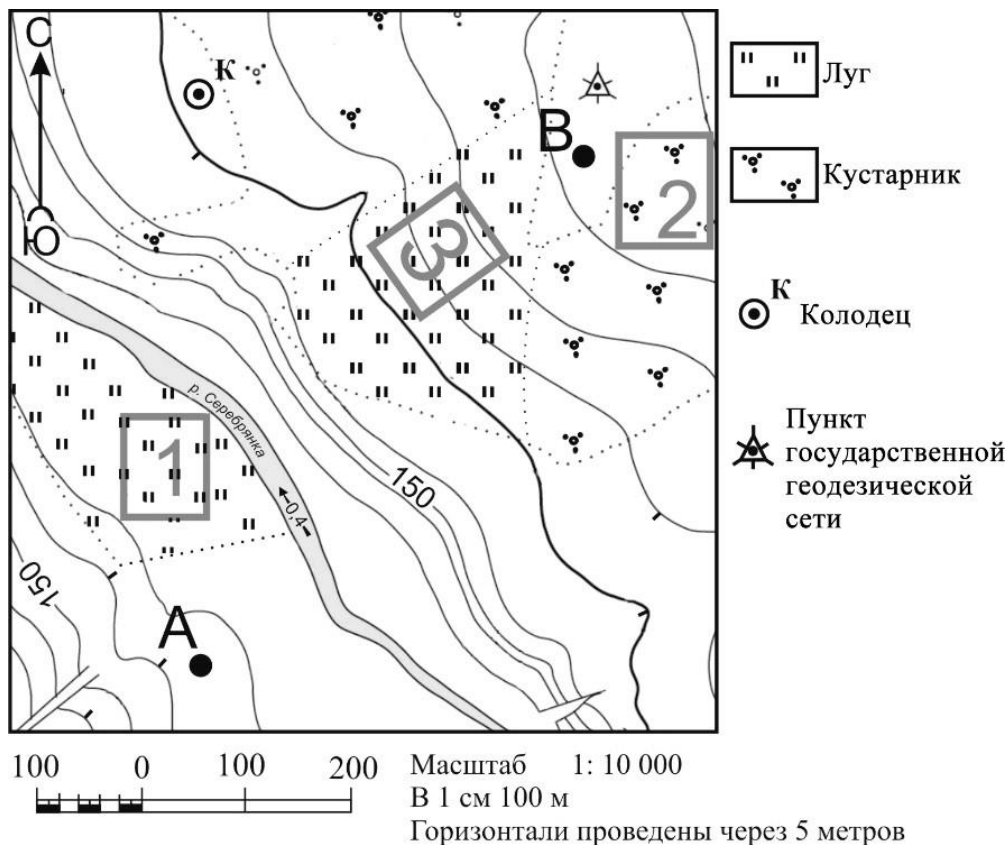 С
Ю
К
В
А
1
2
3
150
150
р. Серебрянка
0,4
Луг
Кустарник
К
Колодец
Пункт
государственной
геодезической
сети
100 0 100 200
Масштаб 1: 10 000
В 1 см 100 м
Горизонтали проведены через 5 метров